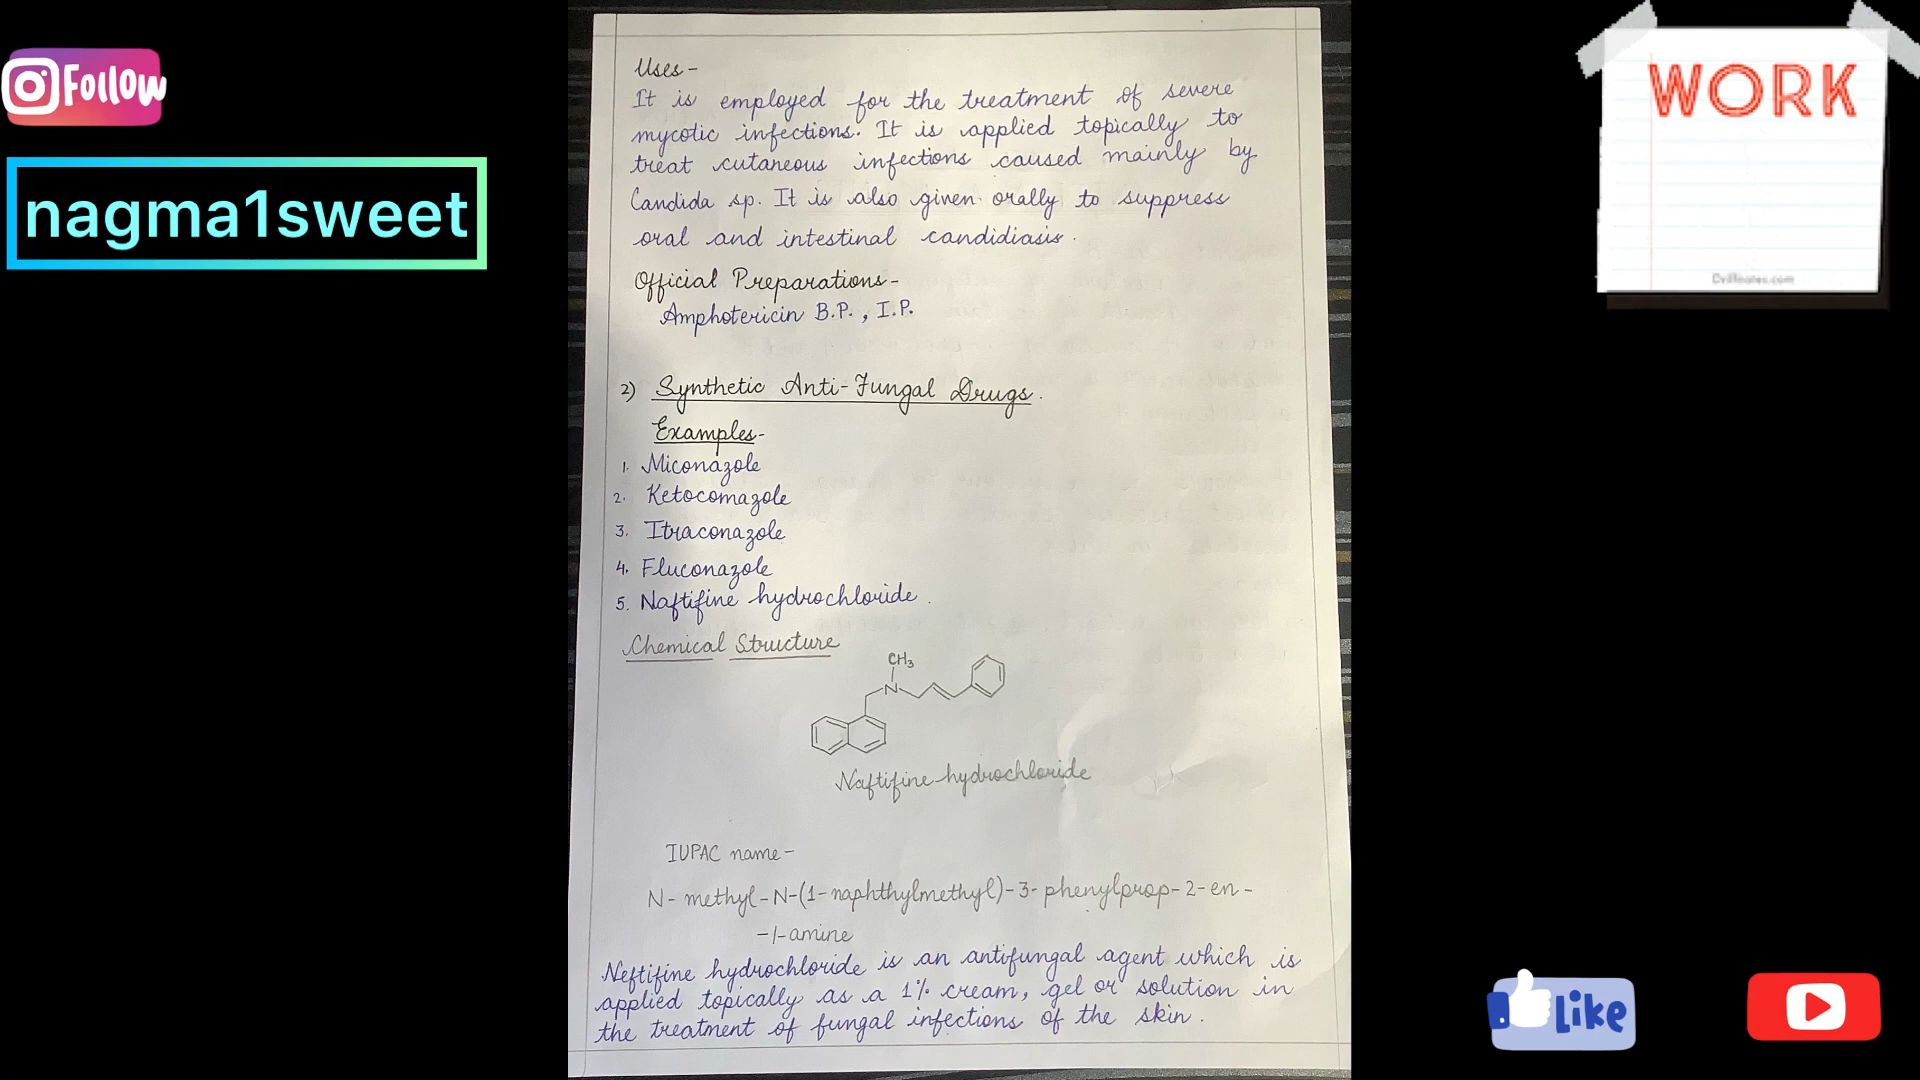 Follow
nagma1sweet
WORK
Uses-
It is employed for the treatment of severe
mycotic infections. It is applied topically to
treat cutaneous infections caused mainly by
Candida sp. It is also given orally to suppress
oral and intestinal candidiasis.
Official Preparations-
Amphotericin B.P., I.P.
2) Synthetic Anti-Fungal Drugs.
Examples-
1. Miconazole
2. Ketocomazole
3. Itraconazole
4. Fluconazole
5. Naftifine hydrochloride.
Chemical Structure
CH3
N
Naftifine hydrochloride
IUPAC name-
N-methyl-N-(1-naphthylmethyl)-3-phenylprop-2-en-
-1-amine
Neftifine hydrochloride is an antifungal agent which is
applied topically as a 1% cream, gel or solution in
the treatment of fungal infections of the skin.
Like